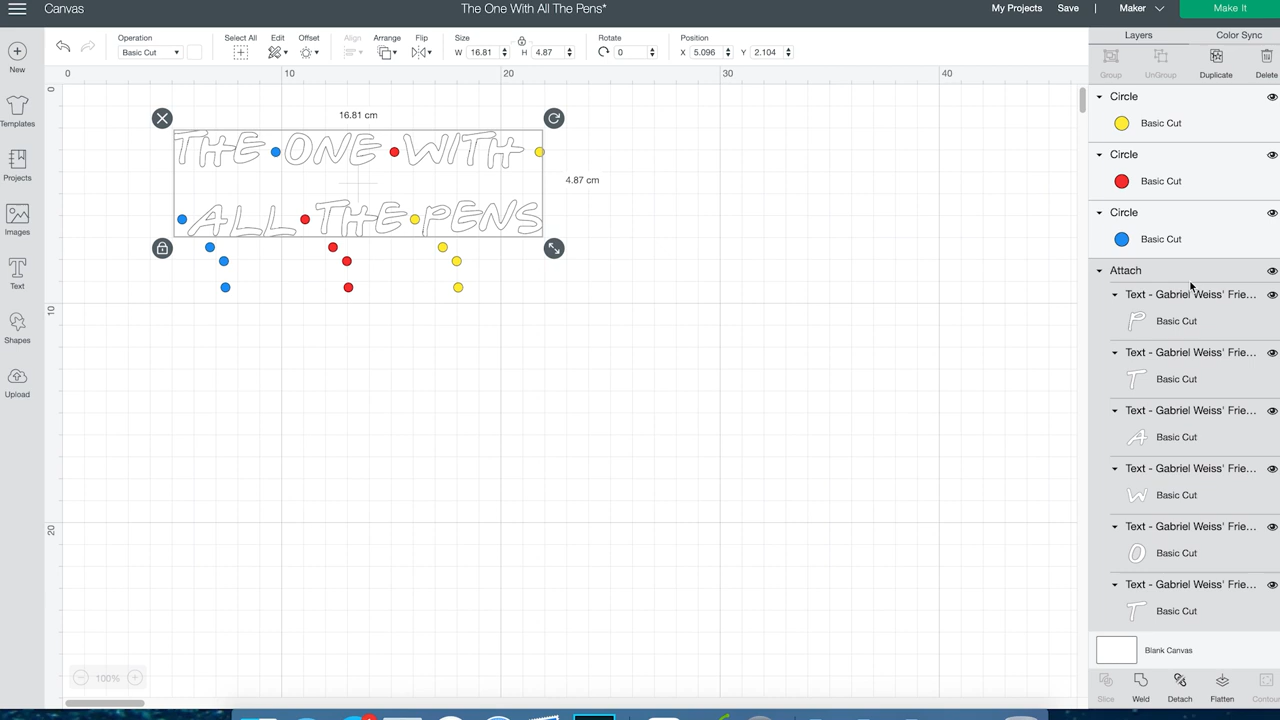 Canvas
The One With All The Pens*
My Projects Save | Maker Make It
Operation
Basic Cut
Select All
Edit
Offset
Align
Arrange
Flip
Size
W 16.81 H 4.87
Rotate
0
Position
X 5.096 Y 2.104
Layers Color Sync
Group UnGroup Duplicate Delete
New
Templates
Projects
Images
Text
Shapes
Upload
0 10 20 30 40
0
10
20
16.81 cm
4.87 cm
THE ONE WITH
ALL THE PENS
100%
Circle
Basic Cut
Circle
Basic Cut
Circle
Basic Cut
Attach
Text - Gabriel Weiss' Frie...
P Basic Cut
Text - Gabriel Weiss' Frie...
T Basic Cut
Text - Gabriel Weiss' Frie...
A Basic Cut
Text - Gabriel Weiss' Frie...
W Basic Cut
Text - Gabriel Weiss' Frie...
O Basic Cut
Text - Gabriel Weiss' Frie...
T Basic Cut
Blank Canvas
Slice Weld Detach Flatten Contou